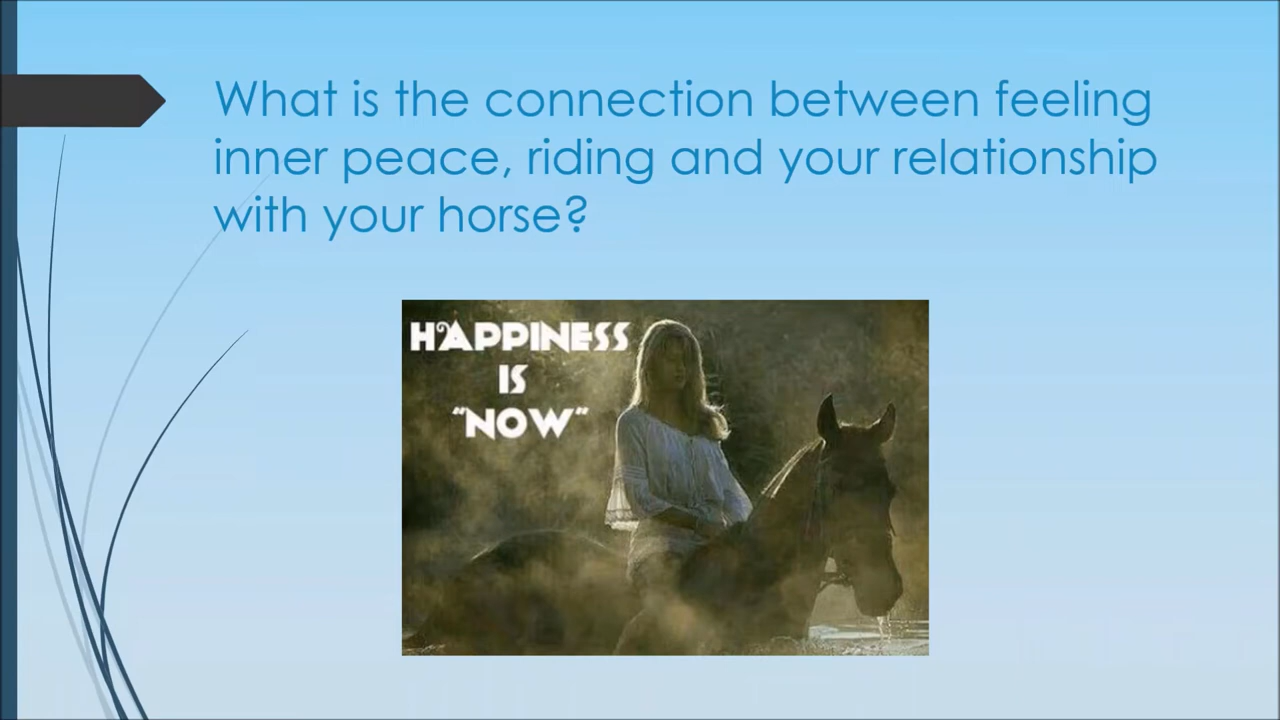 What is the connection between feeling
inner peace, riding and your relationship
with your horse?
HAPPINESS
IS
“NOW”